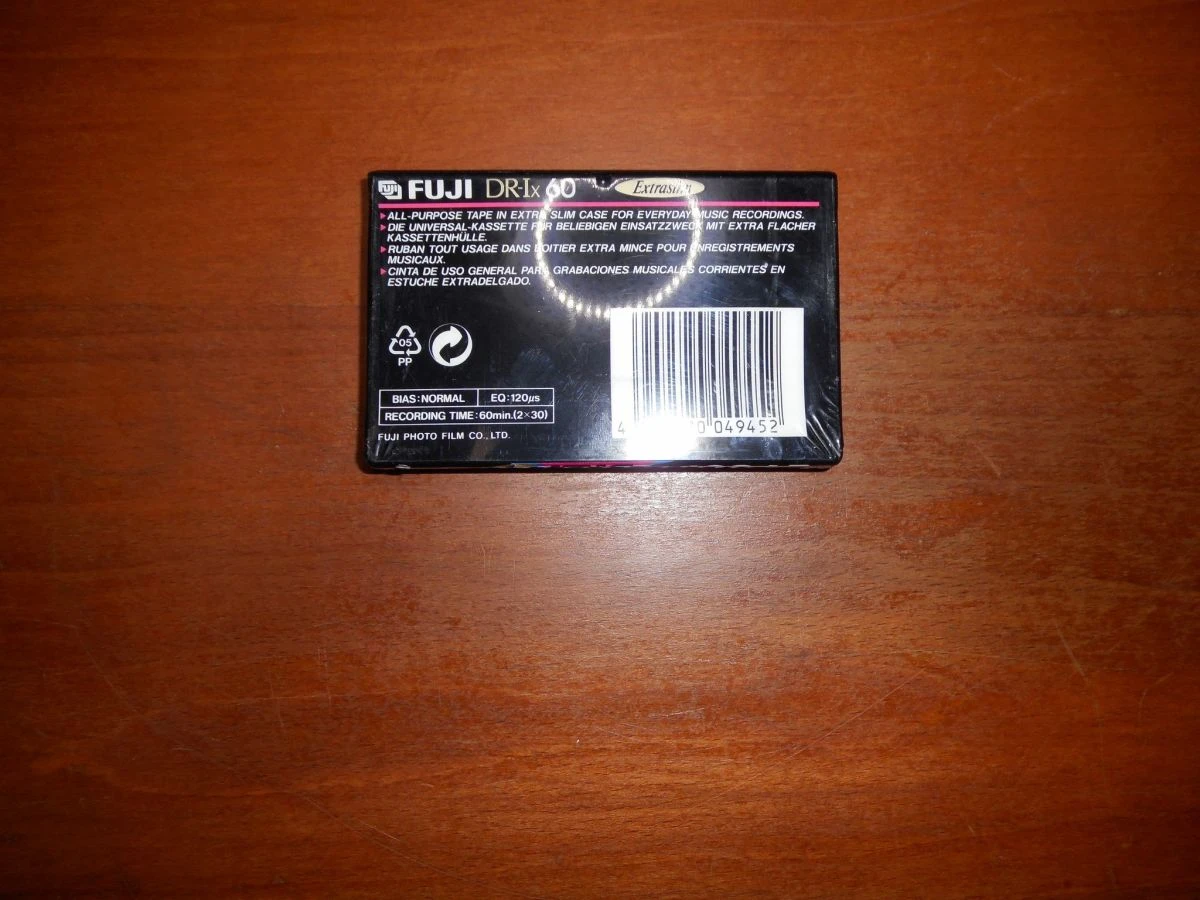 FUJI FUJI DR-Ix 60 Extraslim
ALL-PURPOSE TAPE IN EXTRA SLIM CASE FOR EVERYDAY MUSIC RECORDINGS.
DIE UNIVERSAL-KASSETTE FÜR BELIEBIGEN EINSATZZWECK MIT EXTRA FLACHER
KASSETTENHÜLLE.
RUBAN TOUT USAGE DANS BOITIER EXTRA MINCE POUR ENREGISTREMENTS
MUSICAUX.
CINTA DE USO GENERAL PARA GRABACIONES MUSICALES CORRIENTES EN
ESTUCHE EXTRADELGADO.
05
PP
BIAS:NORMAL EQ:120µs
RECORDING TIME:60min.(2×30)
FUJI PHOTO FILM CO., LTD.
4 0 049452